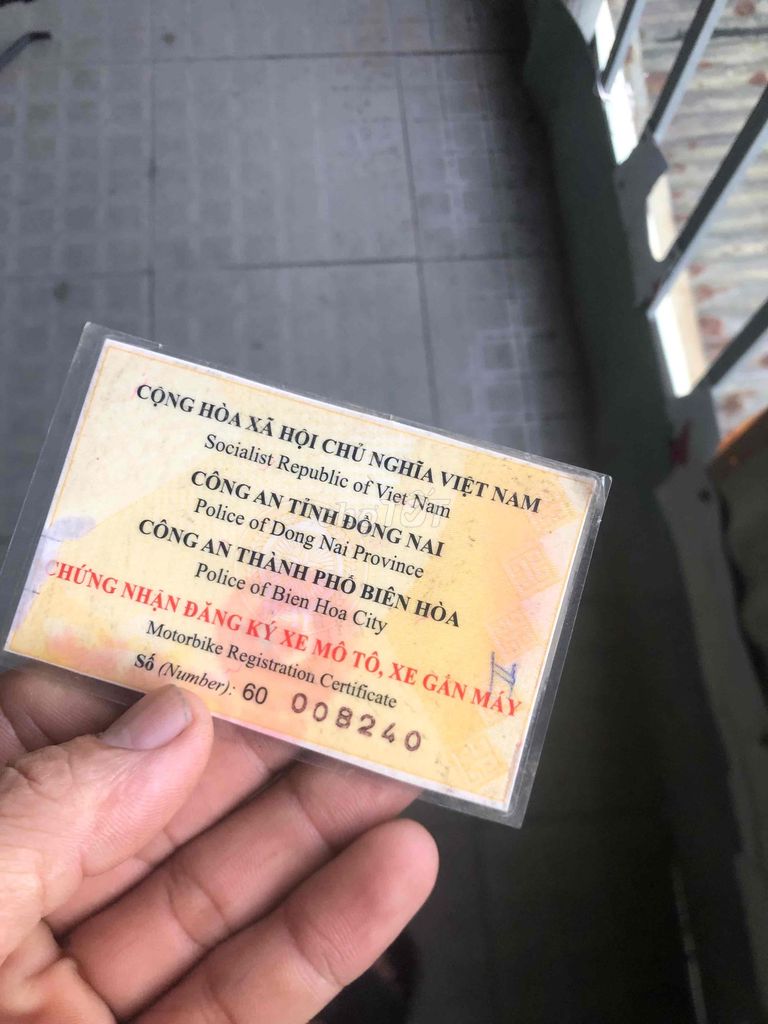 CỘNG HÒA XÃ HỘI CHỦ NGHĨA VIỆT NAM
Socialist Republic of Viet Nam
CÔNG AN TỈNH ĐỒNG NAI
Police of Dong Nai Province
CÔNG AN THÀNH PHỐ BIÊN HÒA
Police of Bien Hoa City
CHỨNG NHẬN ĐĂNG KÝ XE MÔ TÔ, XE GẮN MÁY
Motorbike Registration Certificate
Số (Number): 60 008240